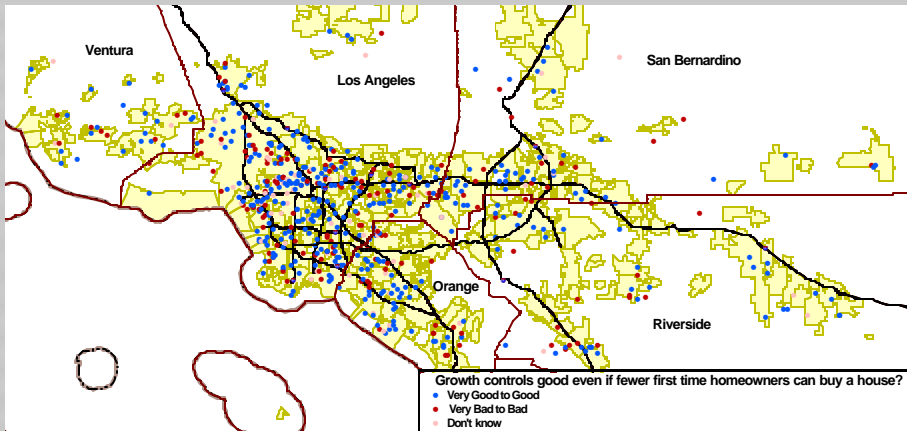 Ventura
Los Angeles
San Bernardino
Orange
Riverside
Growth controls good even if fewer first time homeowners can buy a house?
Very Good to Good
Very Bad to Bad
Don't know